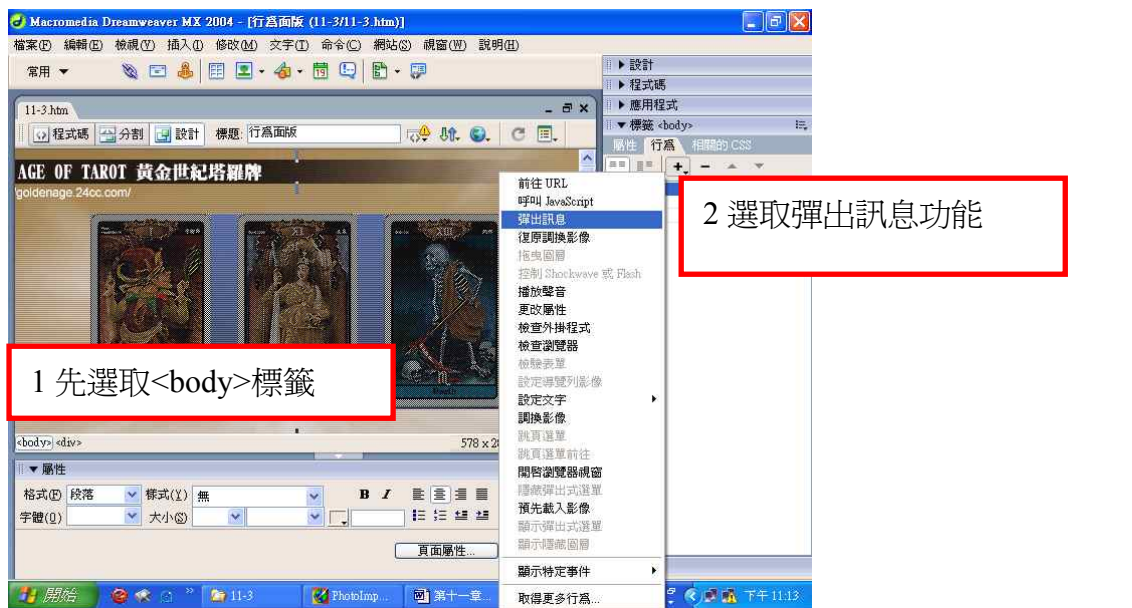 Macromedia Dreamweaver MX 2004 - [行為面版 (11-3/11-3.htm)]
檔案(F) 編輯(E) 檢視(V) 插入(I) 修改(M) 文字(T) 命令(C) 網站(S) 視窗(W) 說明(H)
常用
11-3.htm
程式碼 分割 設計 標題: 行為面版
AGE OF TAROT 黃金世紀塔羅牌
goldenage.24cc.com/
I XI XIII
Death
設計
程式碼
應用程式
標籤 <body>
屬性 行為 相關的 CSS
前往 URL
呼叫 JavaScript
彈出訊息
復原調換影像
拖曳圖層
控制 Shockwave 或 Flash
播放聲音
更改屬性
檢查外掛程式
檢查瀏覽器
檢驗表單
設定導覽列影像
設定文字
調換影像
跳頁選單
跳頁選單前往
開啟瀏覽器視窗
隱藏彈出式選單
預先載入影像
顯示彈出式選單
顯示-隱藏圖層
顯示特定事件
取得更多行為...
2 選取彈出訊息功能
1 先選取<body>標籤
<body> <div>
578 x 2
屬性
格式(F) 段落 樣式(Y) 無 B I
字體(O) 大小(S)
頁面屬性...
開始 11-3 PhotoImp... 第十一章... 下午 11:13